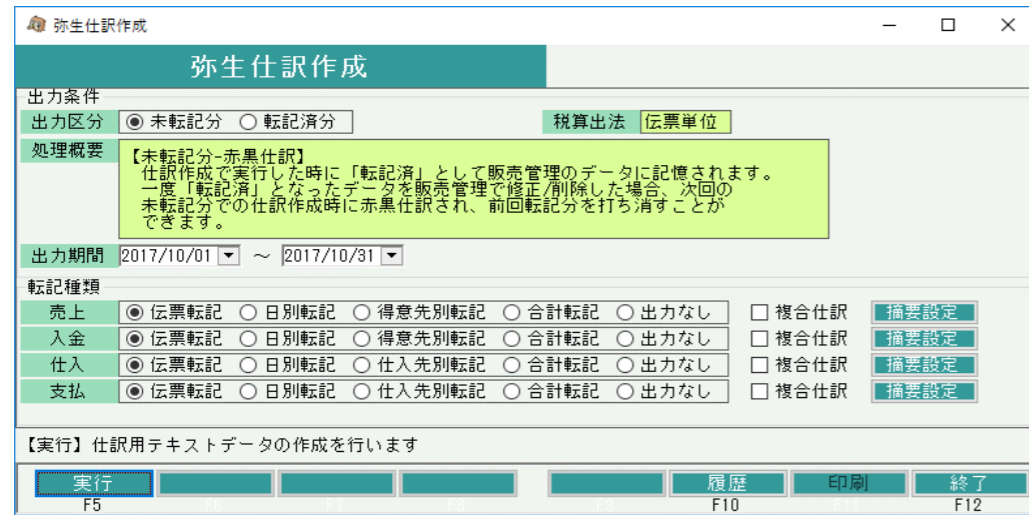 弥生仕訳作成
弥生仕訳作成
出力条件
出力区分 未転記分 転記済分 税算出法 伝票単位
処理概要 【未転記分-赤黒仕訳】
仕訳作成で実行した時に「転記済」として販売管理のデータに記憶されます。
一度「転記済」となったデータを販売管理で修正/削除した場合、次回の
未転記分での仕訳作成時に赤黒仕訳され、前回転記分を打ち消すことが
できます。
出力期間 2017/10/01 ～ 2017/10/31
転記種類
売上 伝票転記 日別転記 得意先別転記 合計転記 出力なし 複合仕訳 摘要設定
入金 伝票転記 日別転記 得意先別転記 合計転記 出力なし 複合仕訳 摘要設定
仕入 伝票転記 日別転記 仕入先別転記 合計転記 出力なし 複合仕訳 摘要設定
支払 伝票転記 日別転記 仕入先別転記 合計転記 出力なし 複合仕訳 摘要設定
【実行】仕訳用テキストデータの作成を行います
実行 履歴 印刷 終了
F5 F6 F7 F8 F9 F10 F11 F12